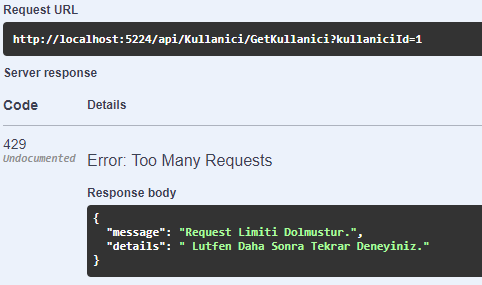 Request URL
http://localhost:5224/api/Kullanici/GetKullanici?kullaniciId=1
Server response
Code Details
429
Undocumented
Error: Too Many Requests
Response body
{
"message": "Request Limiti Dolmustur.",
"details": " Lutfen Daha Sonra Tekrar Deneyiniz."
}